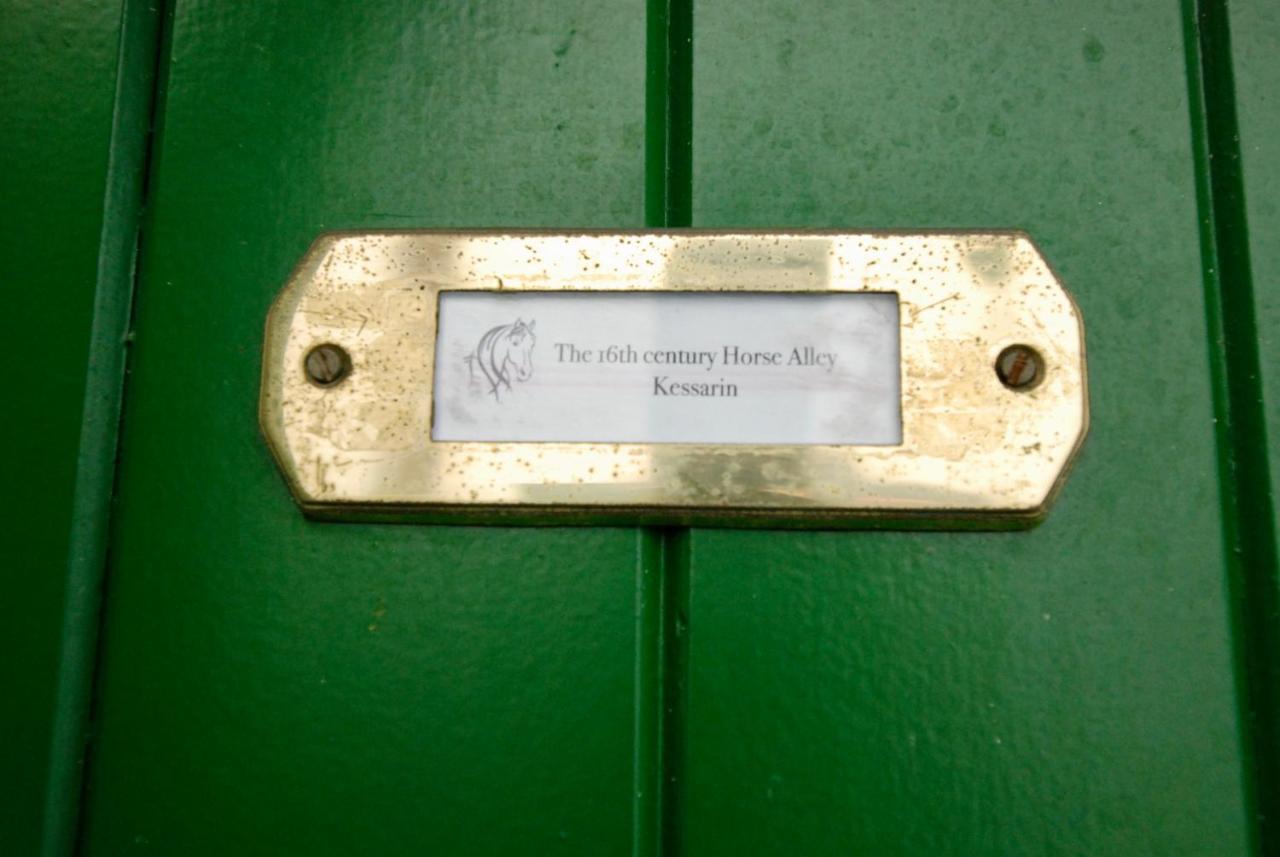 The 16th century Horse Alley
Kessarin